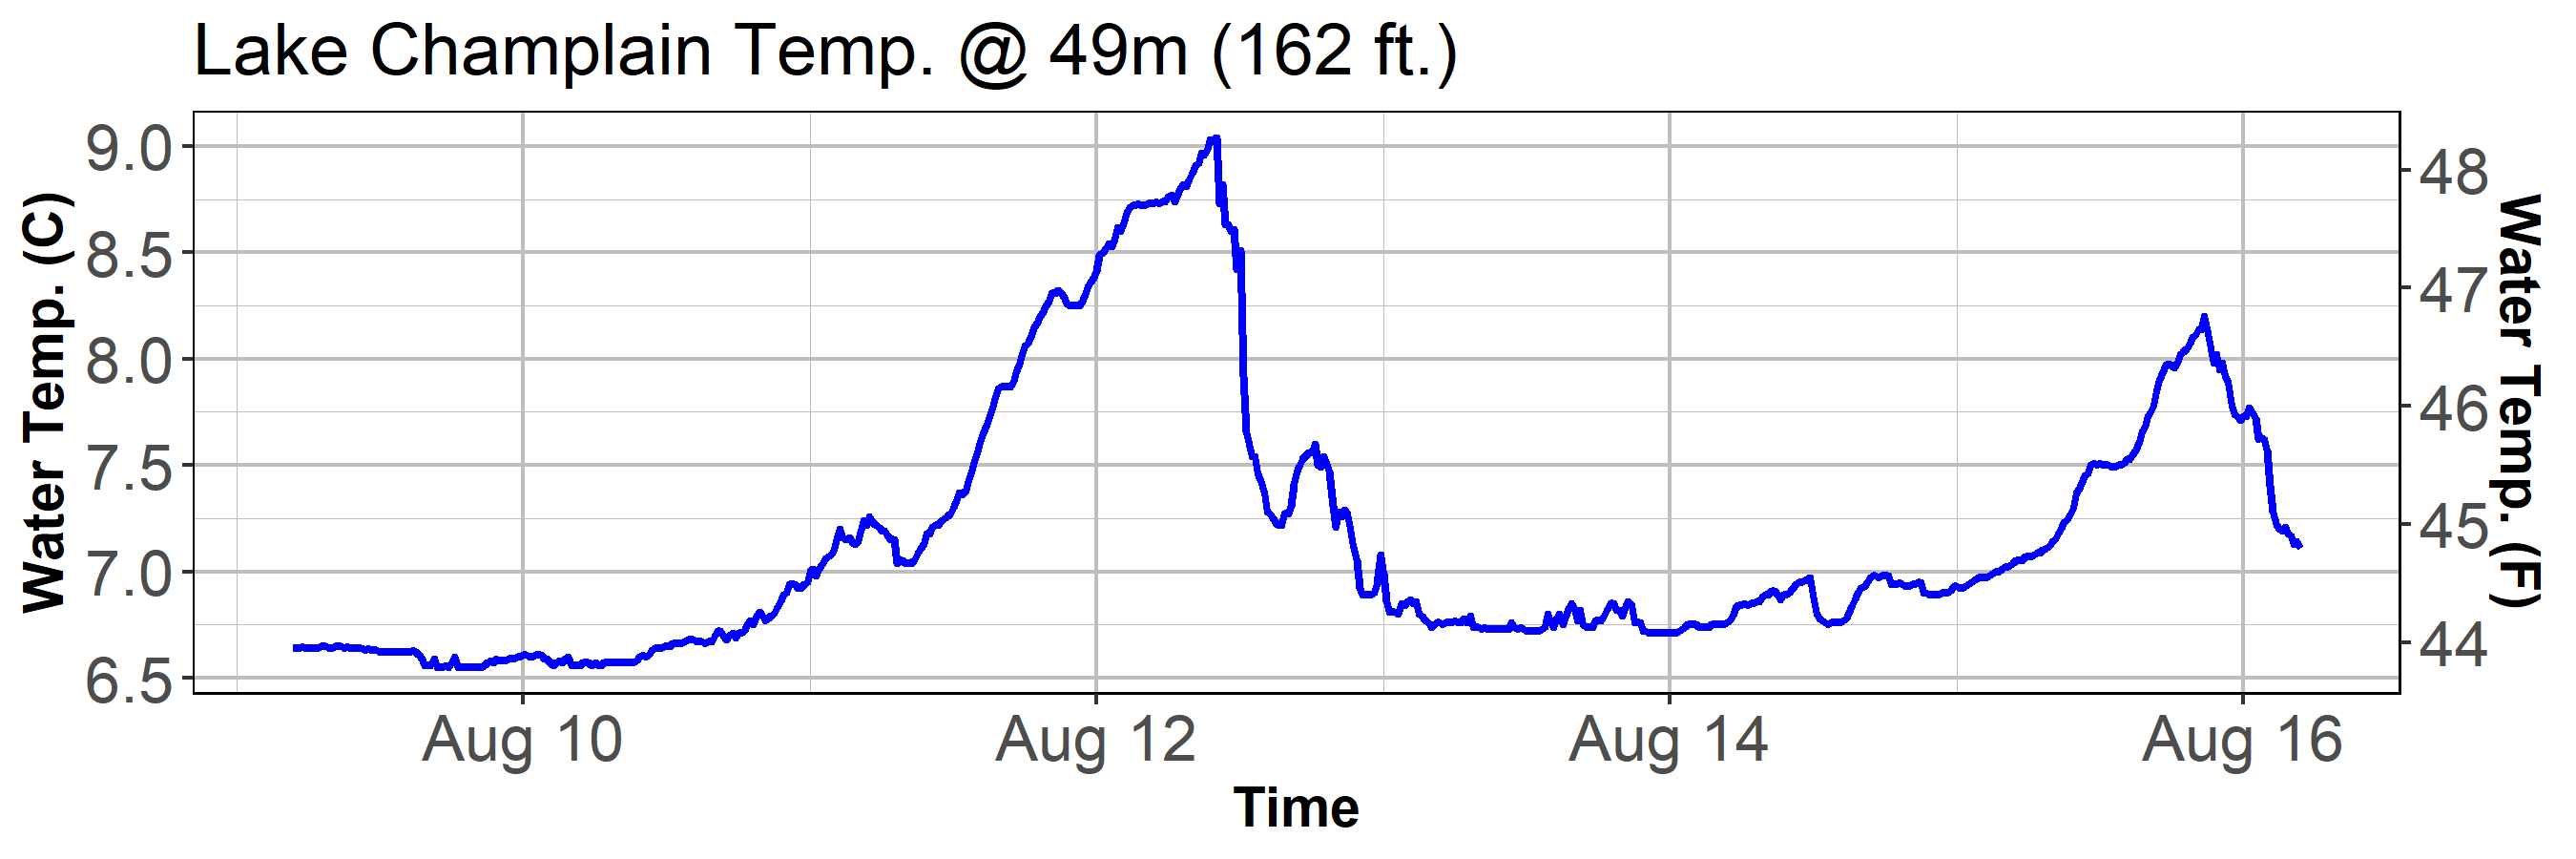 Lake Champlain Temp. @ 49m (162 ft.)
Water Temp. (C)
9.0
8.5
8.0
7.5
7.0
6.5
48
47
46
45
44
Water Temp. (F)
Aug 10 Aug 12 Aug 14 Aug 16
Time